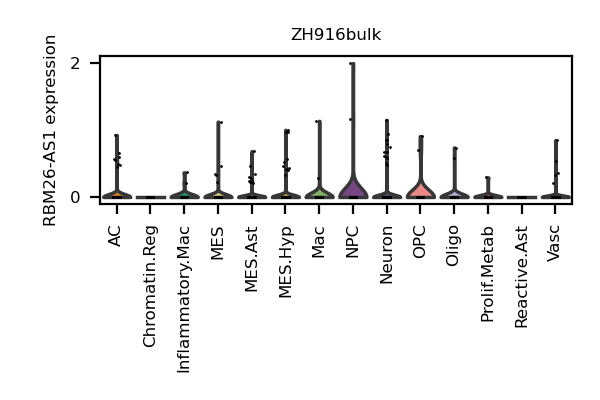 ZH916bulk
RBM26-AS1 expression
2
0
AC
Chromatin.Reg
Inflammatory.Mac
MES
MES.Ast
MES.Hyp
Mac
NPC
Neuron
OPC
Oligo
Prolif.Metab
Reactive.Ast
Vasc